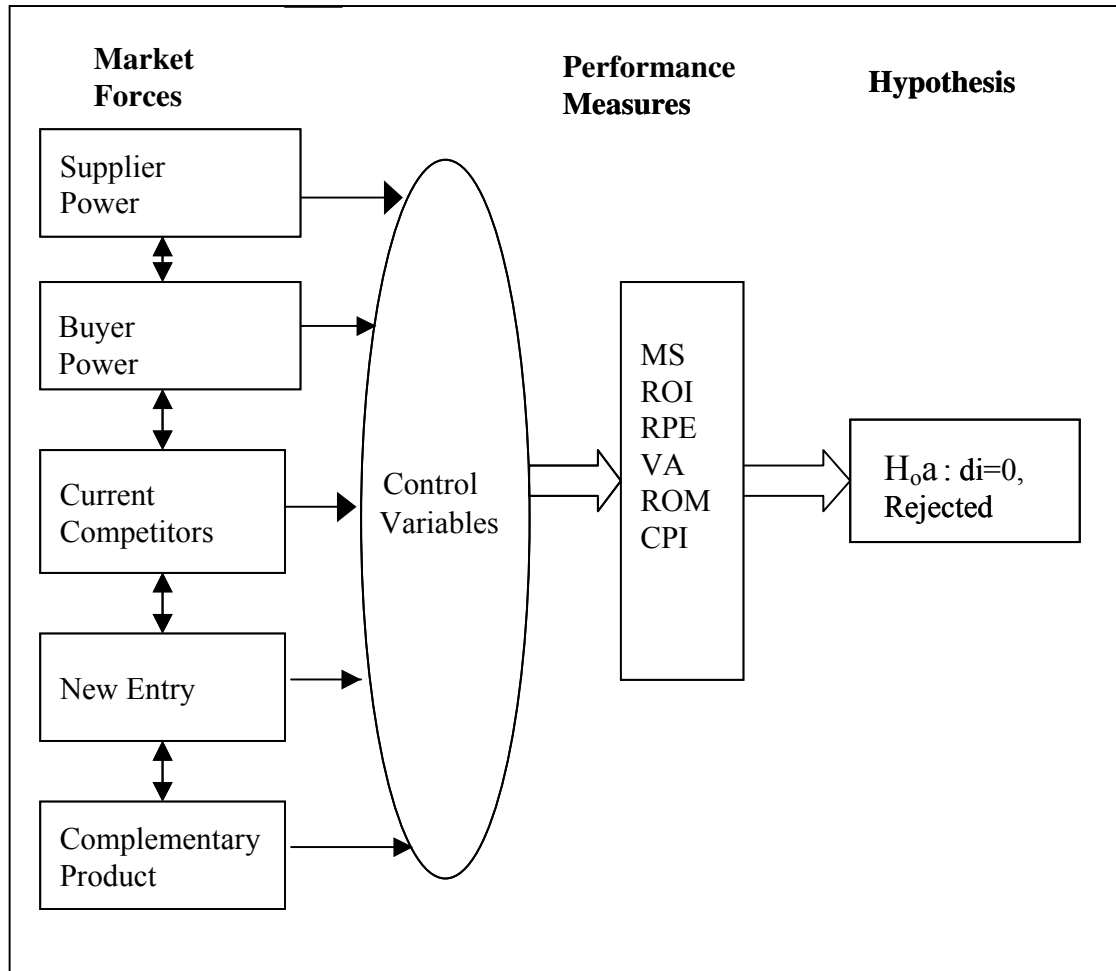 Market
Forces
Performance
Measures
Hypothesis
Supplier
Power
Buyer
Power
Current
Competitors
New Entry
Complementary
Product
Control
Variables
MS
ROI
RPE
VA
ROM
CPI
Hₒa : di=0,
Rejected